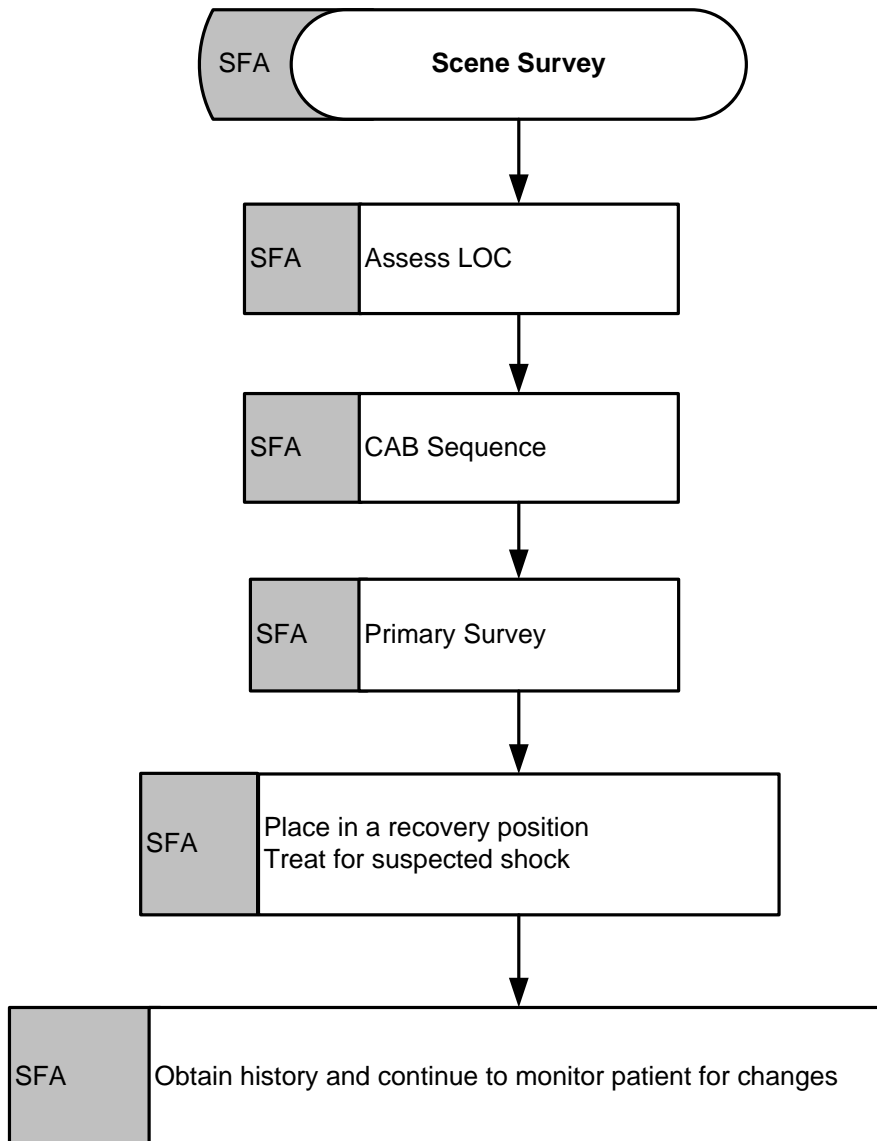 SFA Scene Survey
SFA Assess LOC
SFA CAB Sequence
SFA Primary Survey
SFA Place in a recovery position
Treat for suspected shock
SFA Obtain history and continue to monitor patient for changes